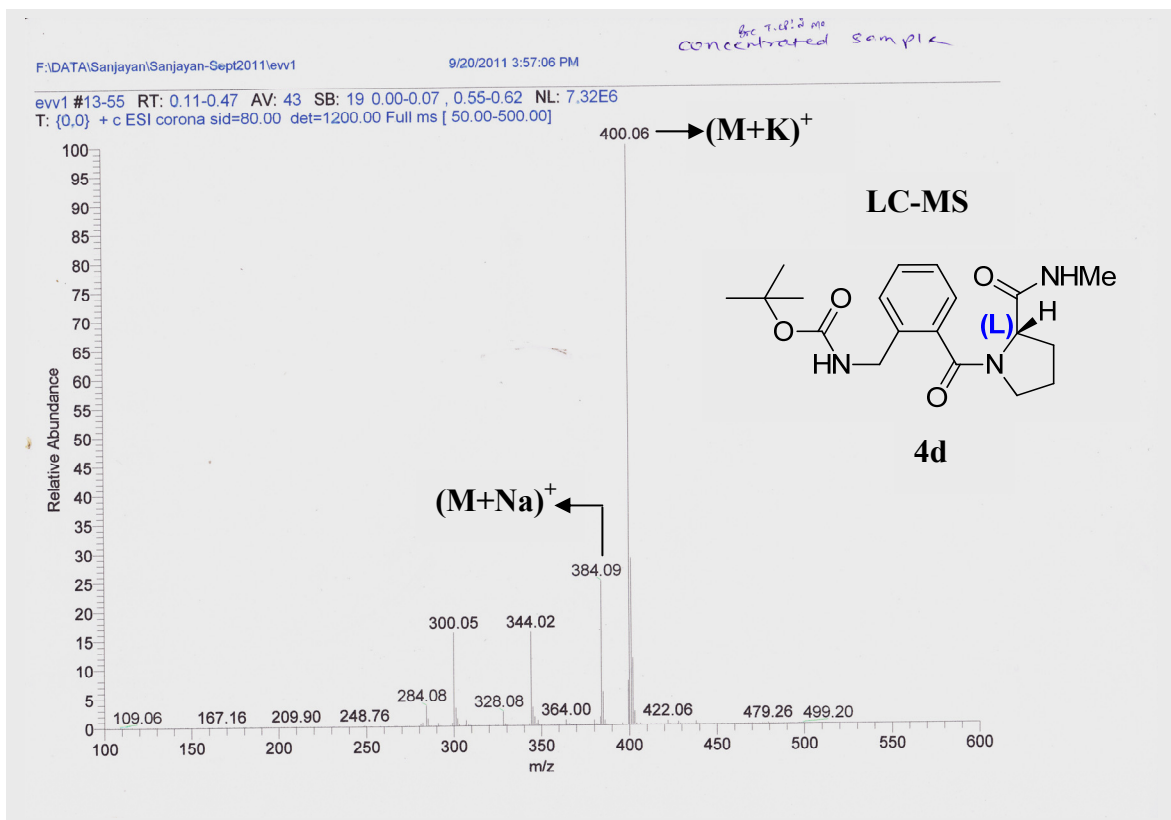 concentrated sample
F:\DATA\Sanjayan\Sanjayan-Sept2011\evv1 9/20/2011 3:57:06 PM
evv1 #13-55 RT: 0.11-0.47 AV: 43 SB: 19 0.00-0.07 , 0.55-0.62 NL: 7.32E6
T: {0,0} + c ESI corona sid=80.00 det=1200.00 Full ms [ 50.00-500.00]
400.06 (M+K)+
LC-MS
O NHMe
O (L) H
O
HN N
O
4d
(M+Na)+
384.09
300.05 344.02
284.08 328.08
109.06 167.16 209.90 248.76 364.00 422.06 479.26 499.20
Relative Abundance
100
95
90
85
80
75
70
65
60
55
50
45
40
35
30
25
20
15
10
5
0
100 150 200 250 300 350 400 450 500 550 600
m/z